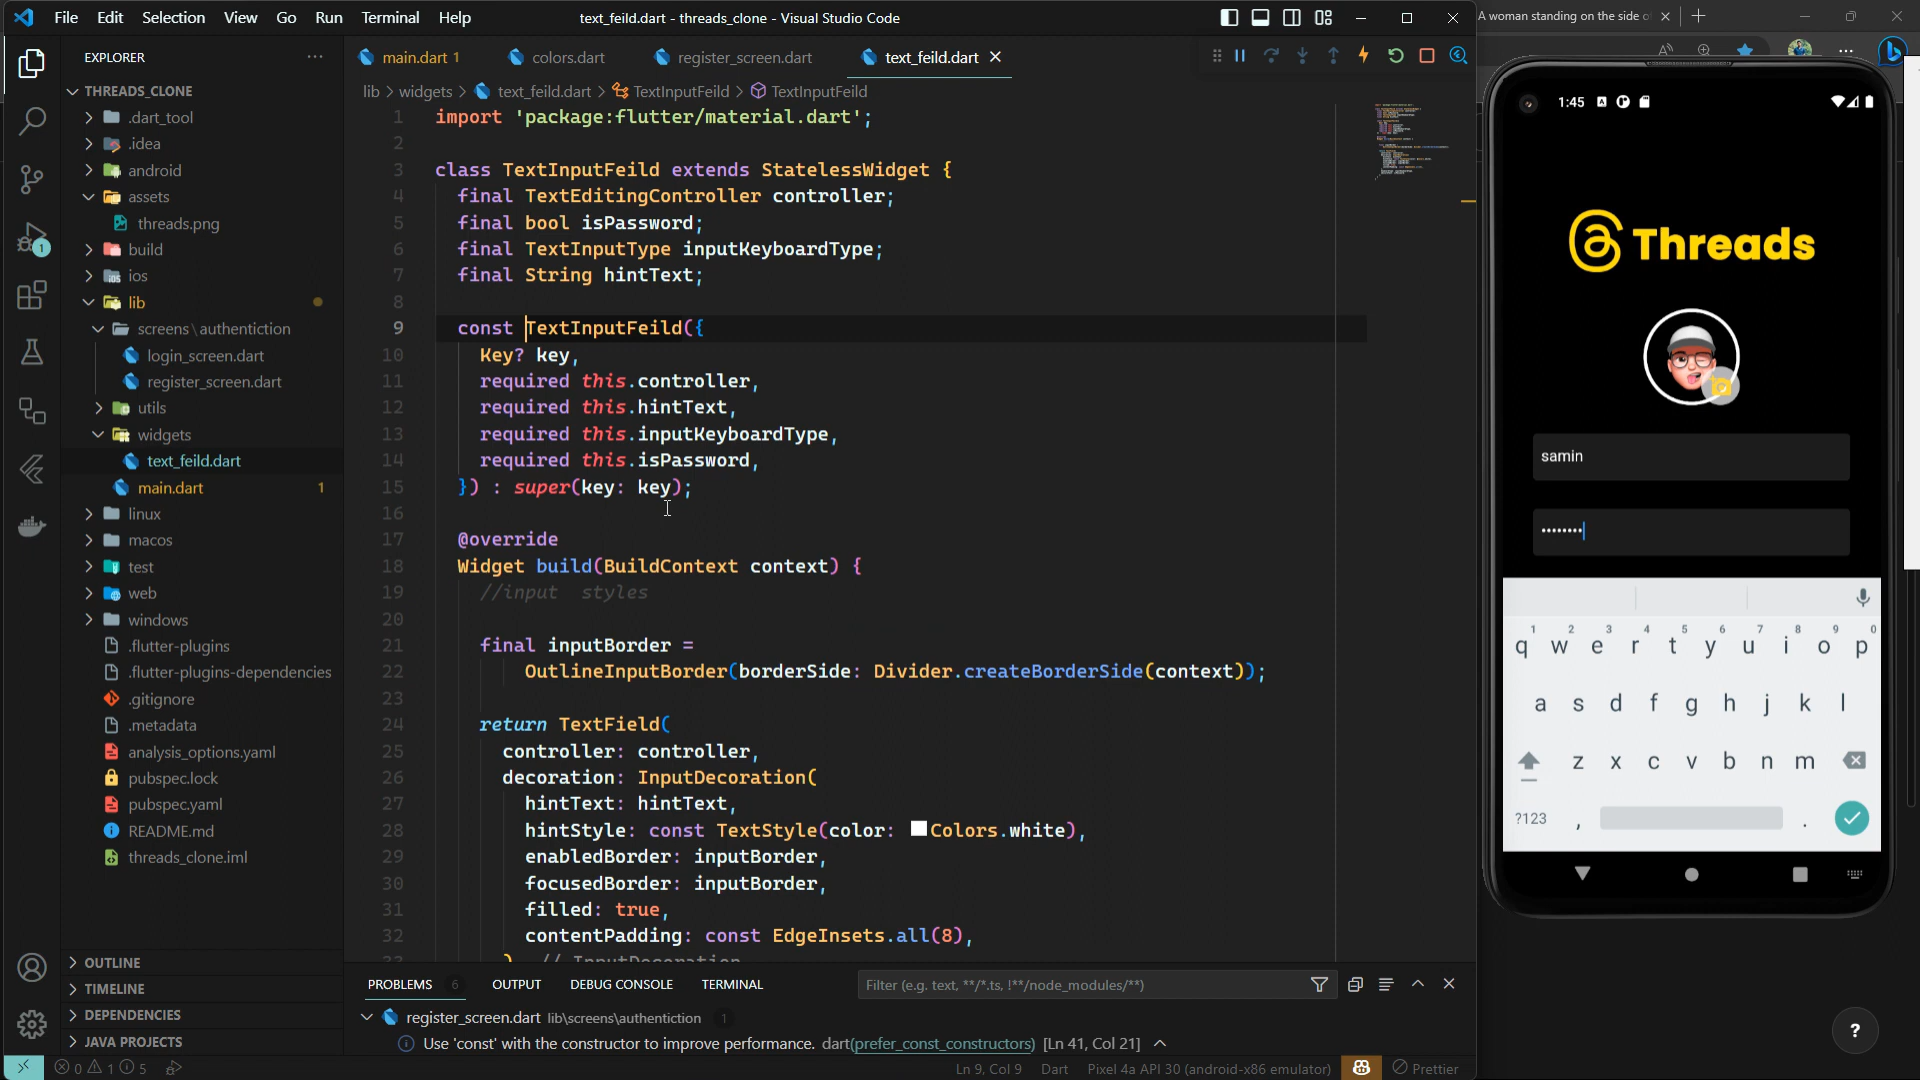 File Edit Selection View Go Run Terminal Help
text_feild.dart - threads_clone - Visual Studio Code
A woman standing on the side o
EXPLORER
THREADS_CLONE
.dart_tool
.idea
android
assets
threads.png
build
ios
lib
screens\authentiction
login_screen.dart
register_screen.dart
utils
widgets
text_feild.dart
main.dart 1
linux
macos
test
web
windows
.flutter-plugins
.flutter-plugins-dependencies
.gitignore
.metadata
analysis_options.yaml
pubspec.lock
pubspec.yaml
README.md
threads_clone.iml
OUTLINE
TIMELINE
DEPENDENCIES
JAVA PROJECTS
1
main.dart 1 colors.dart register_screen.dart text_feild.dart
lib > widgets > text_feild.dart > TextInputFeild > TextInputFeild
1 import 'package:flutter/material.dart';
2
3 class TextInputFeild extends StatelessWidget {
4 final TextEditingController controller;
5 final bool isPassword;
6 final TextInputType inputKeyboardType;
7 final String hintText;
8
9 const TextInputFeild({
10 Key? key,
11 required this.controller,
12 required this.hintText,
13 required this.inputKeyboardType,
14 required this.isPassword,
15 }) : super(key: key);
16
17 @override
18 Widget build(BuildContext context) {
19 //input styles
20
21 final inputBorder =
22 OutlineInputBorder(borderSide: Divider.createBorderSide(context));
23
24 return TextField(
25 controller: controller,
26 decoration: InputDecoration(
27 hintText: hintText,
28 hintStyle: const TextStyle(color: Colors.white),
29 enabledBorder: inputBorder,
30 focusedBorder: inputBorder,
31 filled: true,
32 contentPadding: const EdgeInsets.all(8),
33 ), // InputDecoration
PROBLEMS 6 OUTPUT DEBUG CONSOLE TERMINAL
Filter (e.g. text, **/*.ts, !**/node_modules/**)
register_screen.dart lib\screens\authentiction 1
Use 'const' with the constructor to improve performance. dart(prefer_const_constructors) [Ln 41, Col 21]
0 1 5
Ln 9, Col 9 Dart Pixel 4a API 30 (android-x86 emulator) Prettier
1:45
Threads
samin
••••••••
q1 w2 e3 r4 t5 y6 u7 i8 o9 p0
a s d f g h j k l
z x c v b n m
?123 , .
?